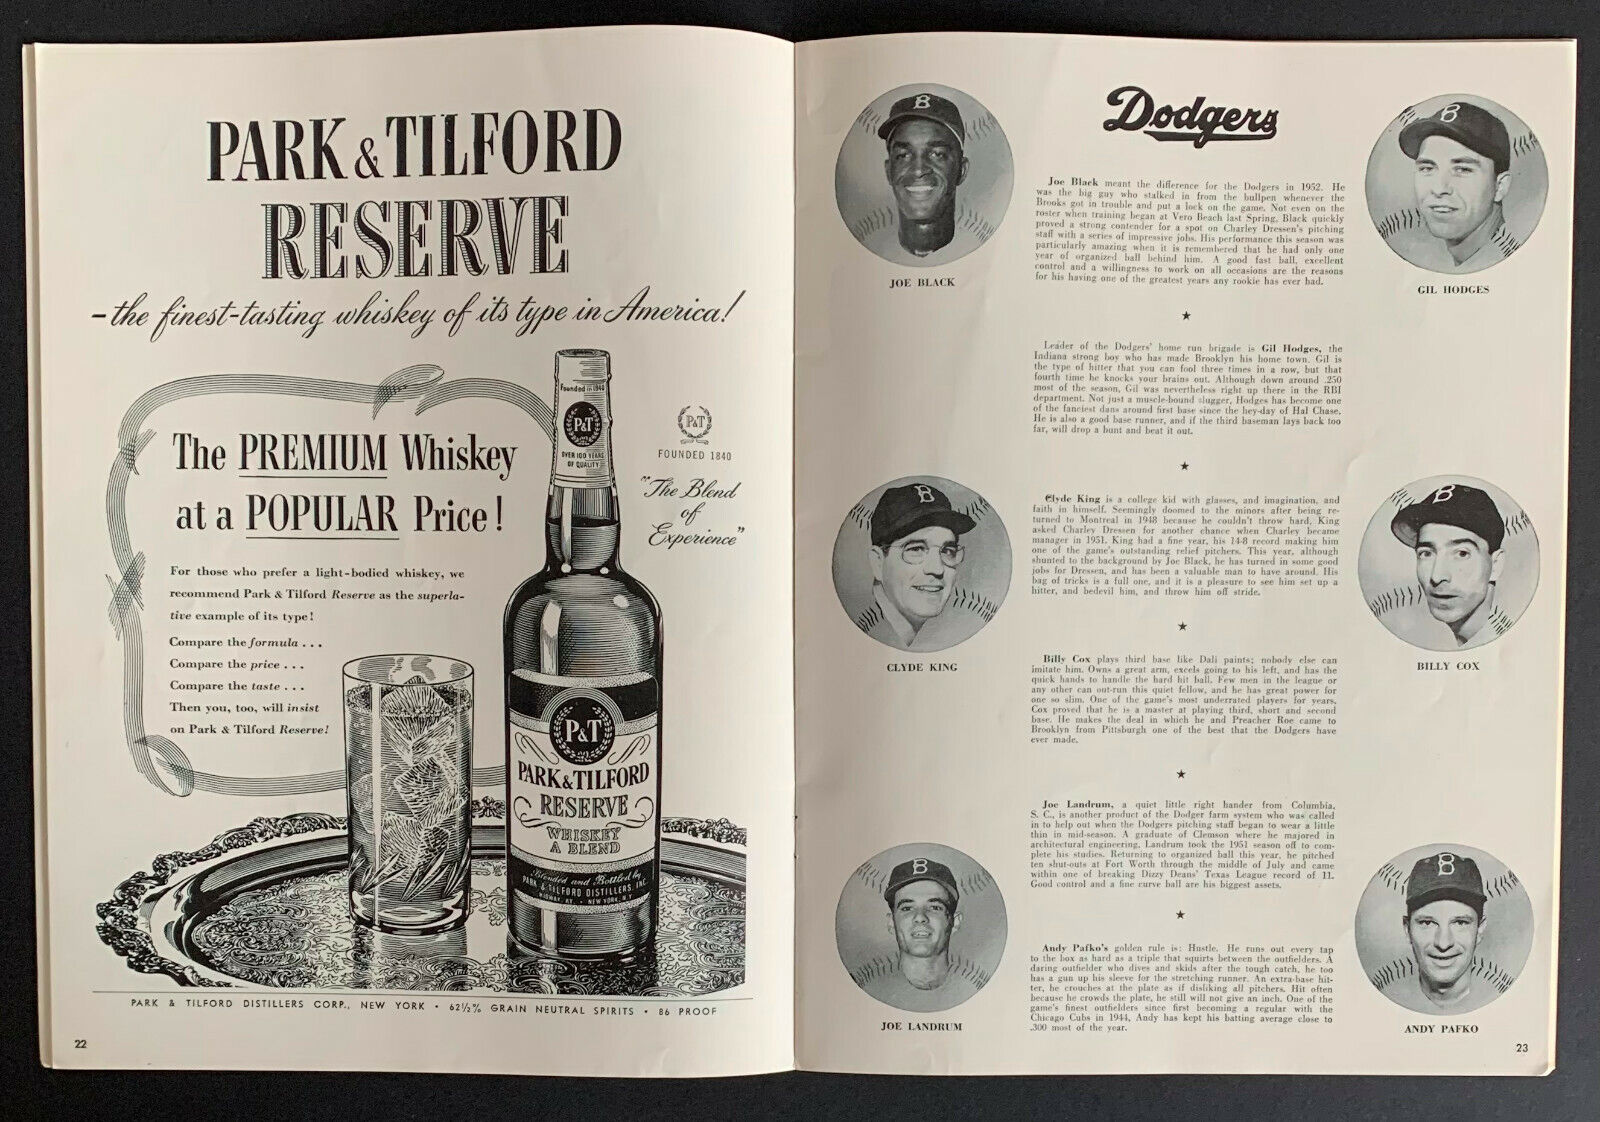 PARK & TILFORD
RESERVE
–the finest-tasting whiskey of its type in America!
The PREMIUM Whiskey
at a POPULAR Price!
For those who prefer a light-bodied whiskey, we
recommend Park & Tilford Reserve as the superla-
tive example of its type!
Compare the formula . . .
Compare the price . . .
Compare the taste . . .
Then you, too, will insist
on Park & Tilford Reserve!
Founded in 1840
P&T
OVER 100 YEARS
OF QUALITY
P&T
FOUNDED 1840
"The Blend
of
Experience"
P&T
PARK & TILFORD
RESERVE
WHISKEY
A BLEND
Blended and Bottled by
PARK & TILFORD DISTILLERS, INC.
MIDWAY, KY. • NEW YORK, N.Y.
PARK & TILFORD DISTILLERS CORP., NEW YORK • 62½% GRAIN NEUTRAL SPIRITS • 86 PROOF
22
Dodgers
B
JOE BLACK
B
GIL HODGES
Joe Black meant the difference for the Dodgers in 1952. He
was the big guy who stalked in from the bullpen whenever the
Brooks got in trouble and put a lock on the game. Not even on the
roster when training began at Vero Beach last Spring, Black quickly
proved a strong contender for a spot on Charley Dressen's pitching
staff with a series of impressive jobs. His performance this season was
particularly amazing when it is remembered that he had only one
year of organized ball behind him. A good fast ball, excellent
control and a willingness to work on all occasions are the reasons
for his having one of the greatest years any rookie has ever had.
★
Leader of the Dodgers' home run brigade is Gil Hodges, the
Indiana strong boy who has made Brooklyn his home town. Gil is
the type of hitter that you can fool three times in a row, but that
fourth time he knocks your brains out. Although down around .250
most of the season, Gil was nevertheless right up there in the RBI
department. Not just a muscle-bound slugger, Hodges has become one
of the fanciest dans around first base since the hey-day of Hal Chase.
He is also a good base runner, and if the third baseman lays back too
far, will drop a bunt and beat it out.
★
B
CLYDE KING
B
BILLY COX
Clyde King is a college kid with glasses, and imagination, and
faith in himself. Seemingly doomed to the minors after being re-
turned to Montreal in 1948 because he couldn't throw hard, King
asked Charley Dressen for another chance when Charley became
manager in 1951. King had a fine year, his 14-8 record making him
one of the game's outstanding relief pitchers. This year, although
shunted to the background by Joe Black, he has turned in some good
jobs for Dressen, and has been a valuable man to have around. His
bag of tricks is a full one, and it is a pleasure to see him set up a
hitter, and bedevil him, and throw him off stride.
★
Billy Cox plays third base like Dali paints; nobody else can
imitate him. Owns a great arm, excels going to his left, and has the
quick hands to handle the hard hit ball. Few men in the league or
any other can out-run this quiet fellow, and he has great power for
one so slim. One of the game's most underrated players for years,
Cox proved that he is a master at playing third, short and second
base. He makes the deal in which he and Preacher Roe came to
Brooklyn from Pittsburgh one of the best that the Dodgers have
ever made.
★
Joe Landrum, a quiet little right hander from Columbia,
S. C., is another product of the Dodger farm system who was called
in to help out when the Dodgers pitching staff began to wear a little
thin in mid-season. A graduate of Clemson where he majored in
architectural engineering, Landrum took the 1951 season off to com-
plete his studies. Returning to organized ball this year, he pitched
ten shut-outs at Fort Worth through the middle of July and came
within one of breaking Dizzy Deans' Texas League record of 11.
Good control and a fine curve ball are his biggest assets.
★
B
JOE LANDRUM
B
ANDY PAFKO
Andy Pafko's golden rule is: Hustle. He runs out every tap
to the box as hard as a triple that squirts between the outfielders. A
daring outfielder who dives and skids after the tough catch, he too
has a gun up his sleeve for the stretching runner. An extra-base hit-
ter, he crouches at the plate as if disliking all pitchers. Hit often
because he crowds the plate, he still will not give an inch. One of the
game's finest outfielders since first becoming a regular with the
Chicago Cubs in 1944, Andy has kept his batting average close to
.300 most of the year.
23